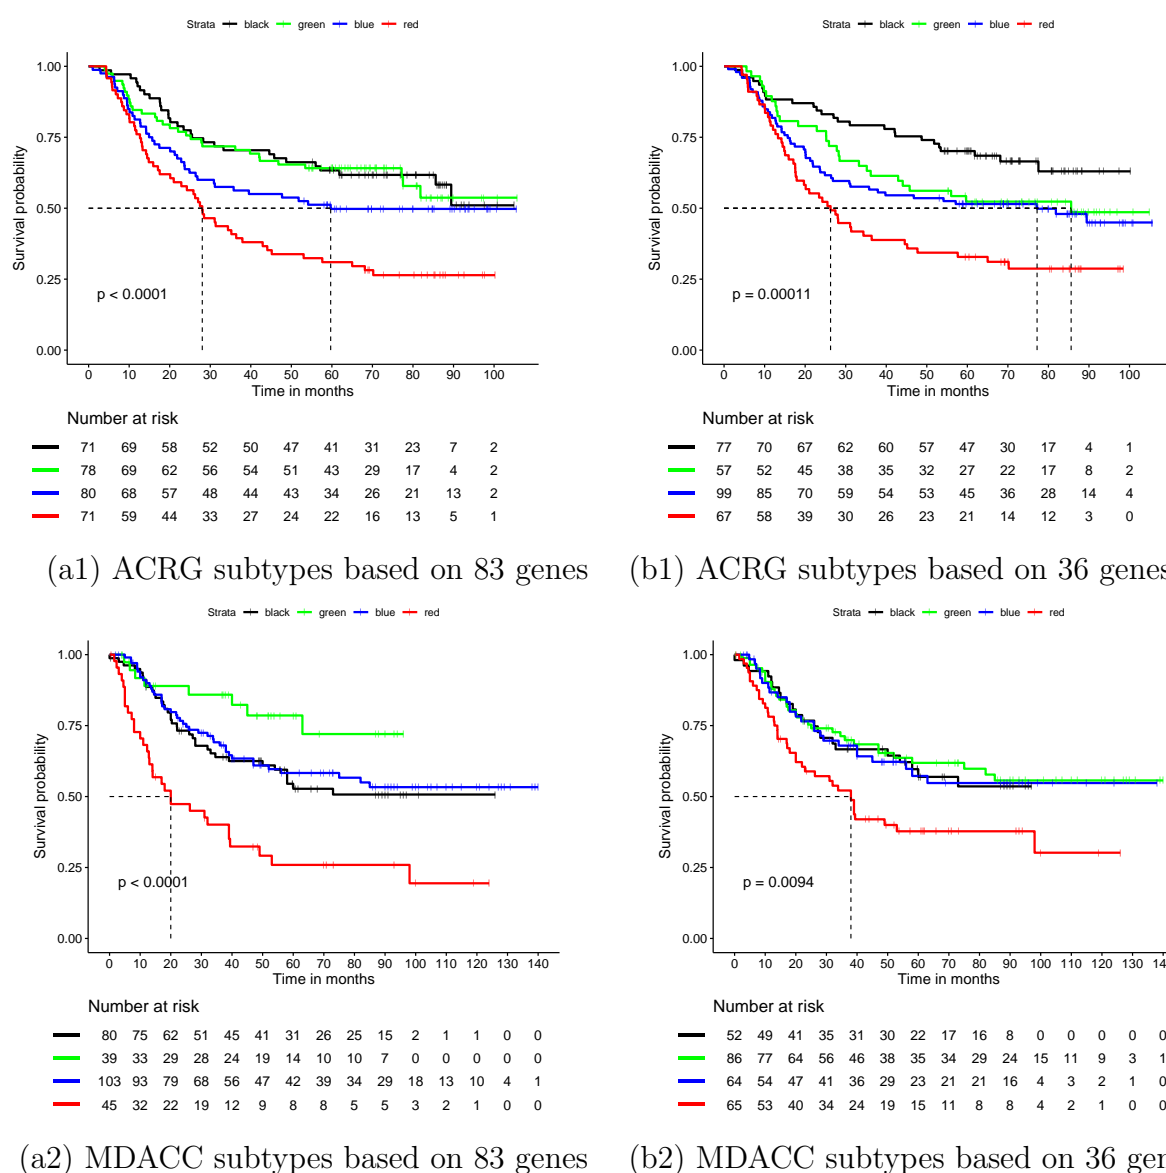 Strata black green blue red
Strata black green blue red
1.00
0.75
0.50
0.25
0.00
Survival probability
p < 0.0001
0 10 20 30 40 50 60 70 80 90 100
Time in months
1.00
0.75
0.50
0.25
0.00
Survival probability
p = 0.00011
0 10 20 30 40 50 60 70 80 90 100
Time in months
Number at risk
71 69 58 52 50 47 41 31 23 7 2
78 69 62 56 54 51 43 29 17 4 2
80 68 57 48 44 43 34 26 21 13 2
71 59 44 33 27 24 22 16 13 5 1
Number at risk
77 70 67 62 60 57 47 30 17 4 1
57 52 45 38 35 32 27 22 17 8 2
99 85 70 59 54 53 45 36 28 14 4
67 58 39 30 26 23 21 14 12 3 0
(a1) ACRG subtypes based on 83 genes
(b1) ACRG subtypes based on 36 genes
Strata black green blue red
Strata black green blue red
1.00
0.75
0.50
0.25
0.00
Survival probability
p < 0.0001
0 10 20 30 40 50 60 70 80 90 100 110 120 130 140
Time in months
1.00
0.75
0.50
0.25
0.00
Survival probability
p = 0.0094
0 10 20 30 40 50 60 70 80 90 100 110 120 130 14
Time in months
Number at risk
80 75 62 51 45 41 31 26 25 15 2 1 1 0 0
39 33 29 28 24 19 14 10 10 7 0 0 0 0 0
103 93 79 68 56 47 42 39 34 29 18 13 10 4 1
45 32 22 19 12 9 8 8 5 5 3 2 1 0 0
Number at risk
52 49 41 35 31 30 22 17 16 8 0 0 0 0 0
86 77 64 56 46 38 35 34 29 24 15 11 9 3 1
64 54 47 41 36 29 23 21 21 16 4 3 2 1 0
65 53 40 34 24 19 15 11 8 8 4 2 1 0 0
(a2) MDACC subtypes based on 83 genes
(b2) MDACC subtypes based on 36 gen